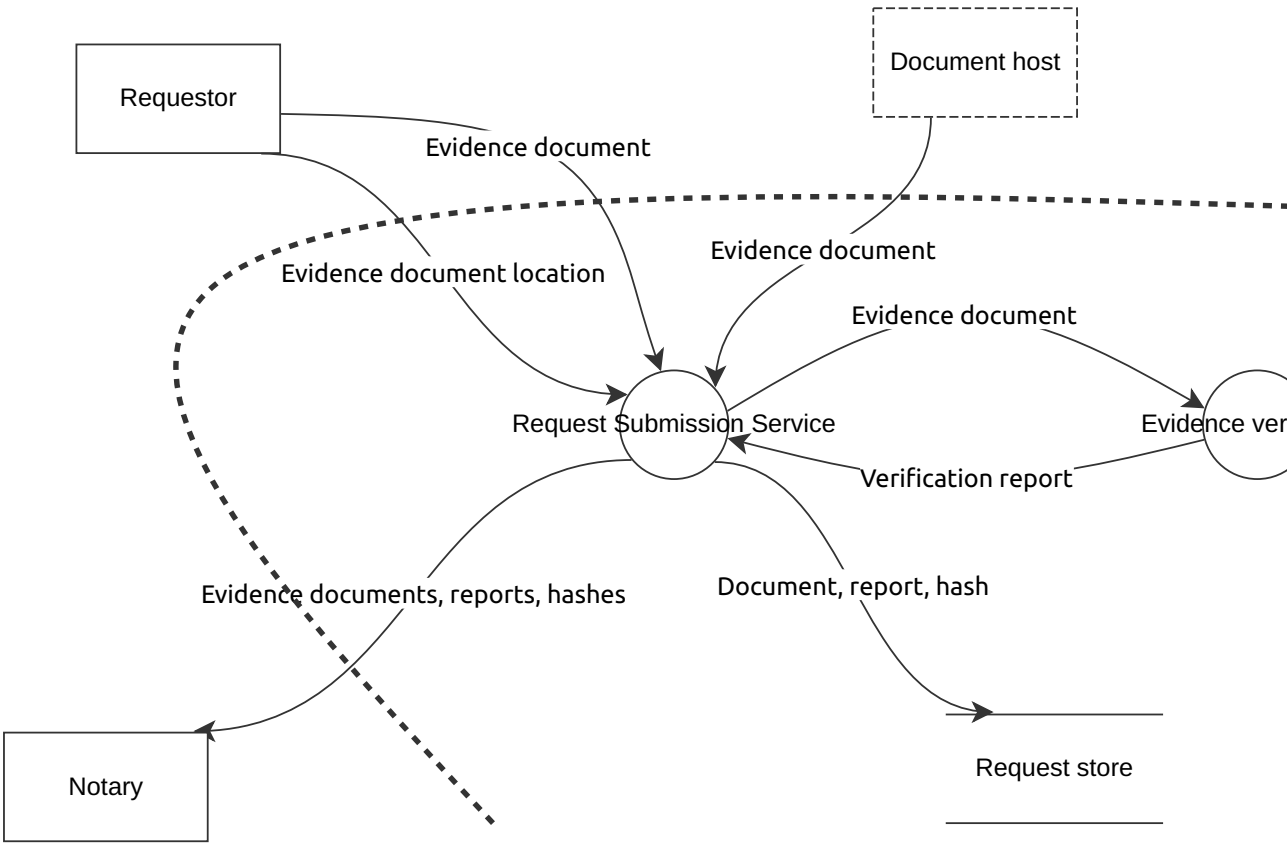 Document host
Requestor
Evidence document
Evidence document
Evidence document location
Evidence document
Request Submission Service
Evidence
Verification report
Document, report, hash
Evidence documents, reports, hashes
Request store
Notary